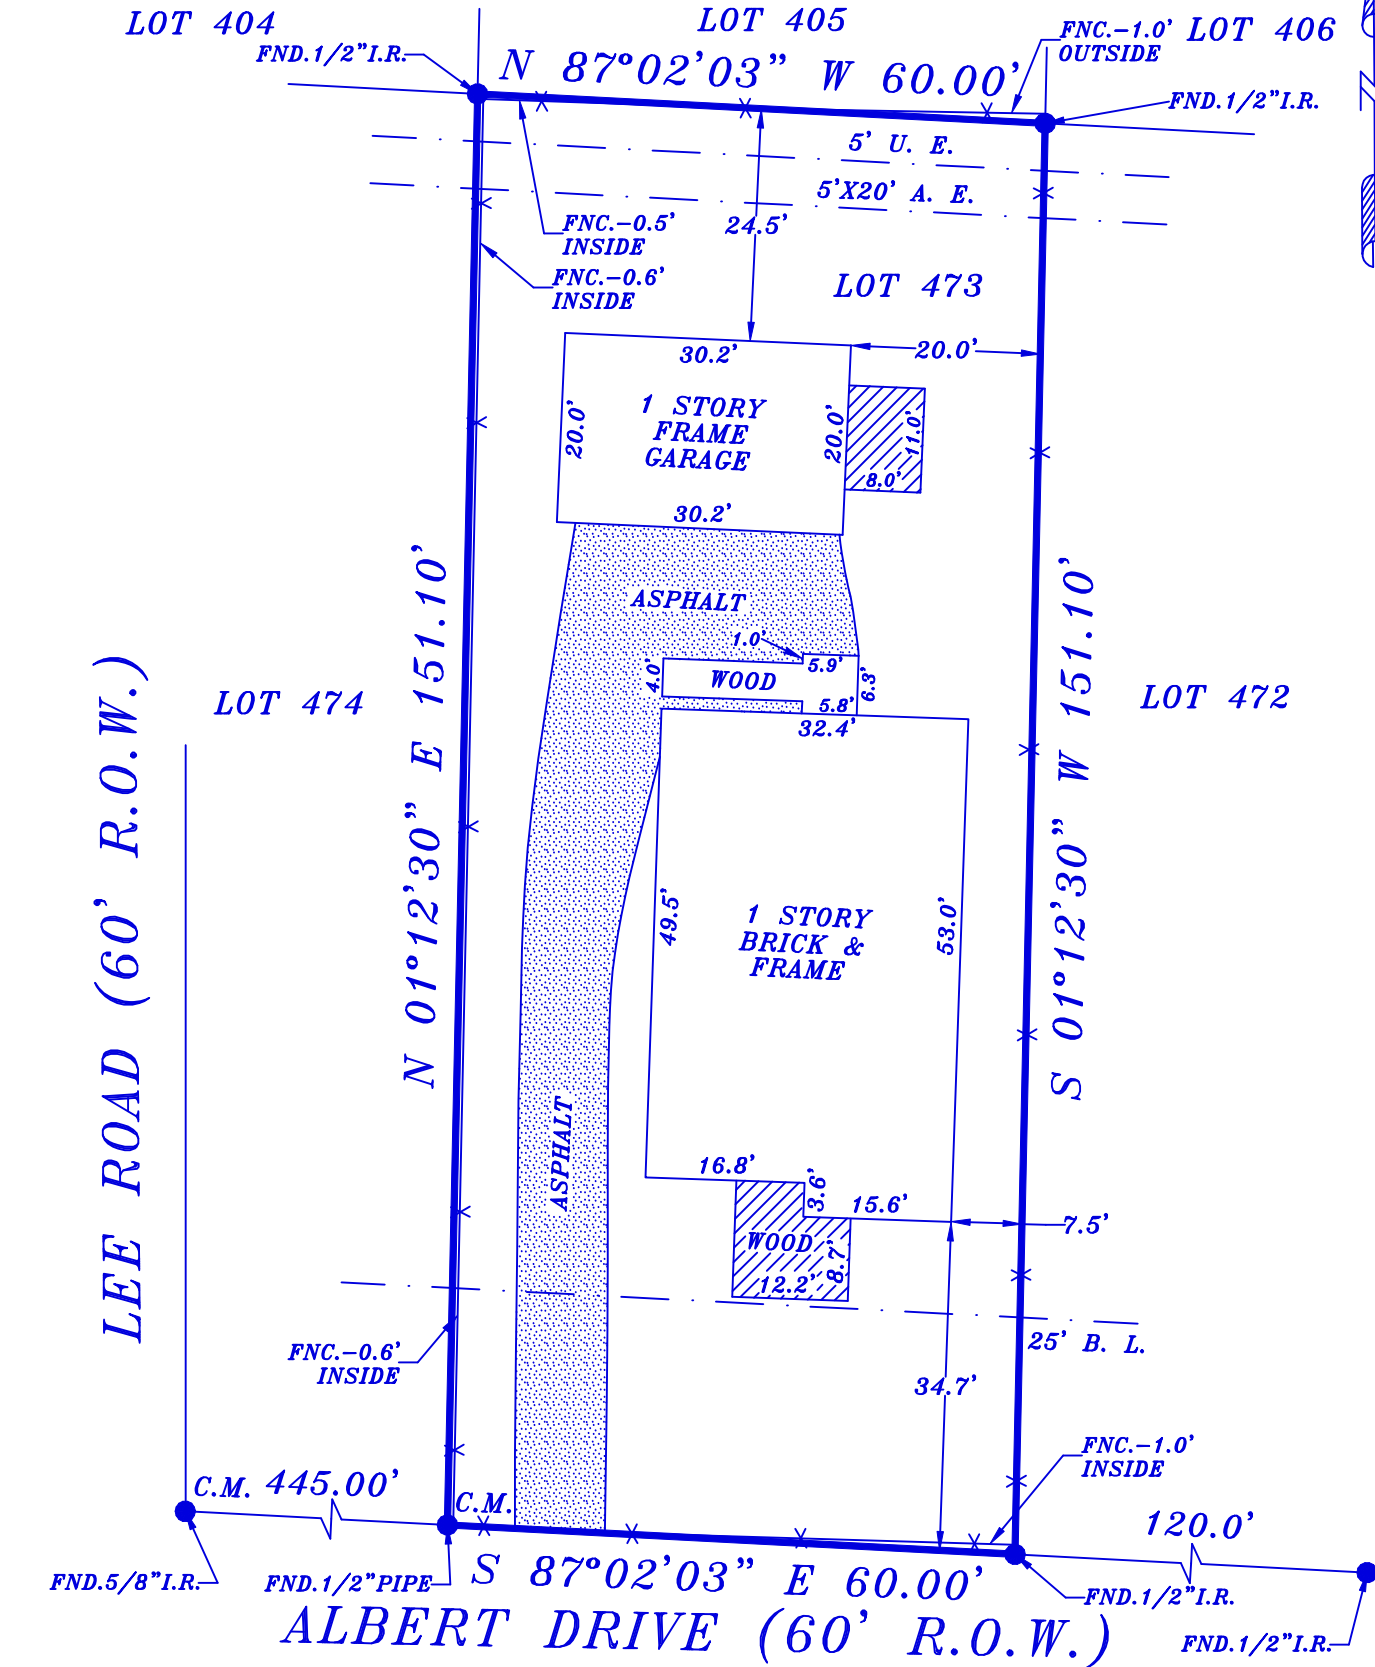 LOT 404
LOT 405
FNC.-1.0'
OUTSIDE
LOT 406
FND.1/2"I.R.
N 87°02'03" W 60.00'
FND.1/2"I.R.
5' U. E.
5'X20' A. E.
FNC.-0.5'
INSIDE
24.5'
FNC.-0.6'
INSIDE
LOT 473
30.2'
20.0'
20.0'
1 STORY
FRAME
GARAGE
20.0'
11.0'
8.0'
30.2'
N 01°12'30" E 151.10'
S 01°12'30" W 151.10'
ASPHALT
1.0'
5.9'
4.0'
WOOD
6.3'
5.8'
32.4'
LOT 474
LOT 472
LEE ROAD (60' R.O.W.)
49.5'
1 STORY
BRICK &
FRAME
53.0'
ASPHALT
16.8'
3.6'
15.6'
7.5'
WOOD
8.7'
12.2'
25' B. L.
FNC.-0.6'
INSIDE
34.7'
FNC.-1.0'
INSIDE
C.M. 445.00'
C.M.
120.0'
FND.5/8"I.R.
FND.1/2"PIPE
S 87°02'03" E 60.00'
FND.1/2"I.R.
ALBERT DRIVE (60' R.O.W.)
FND.1/2"I.R.